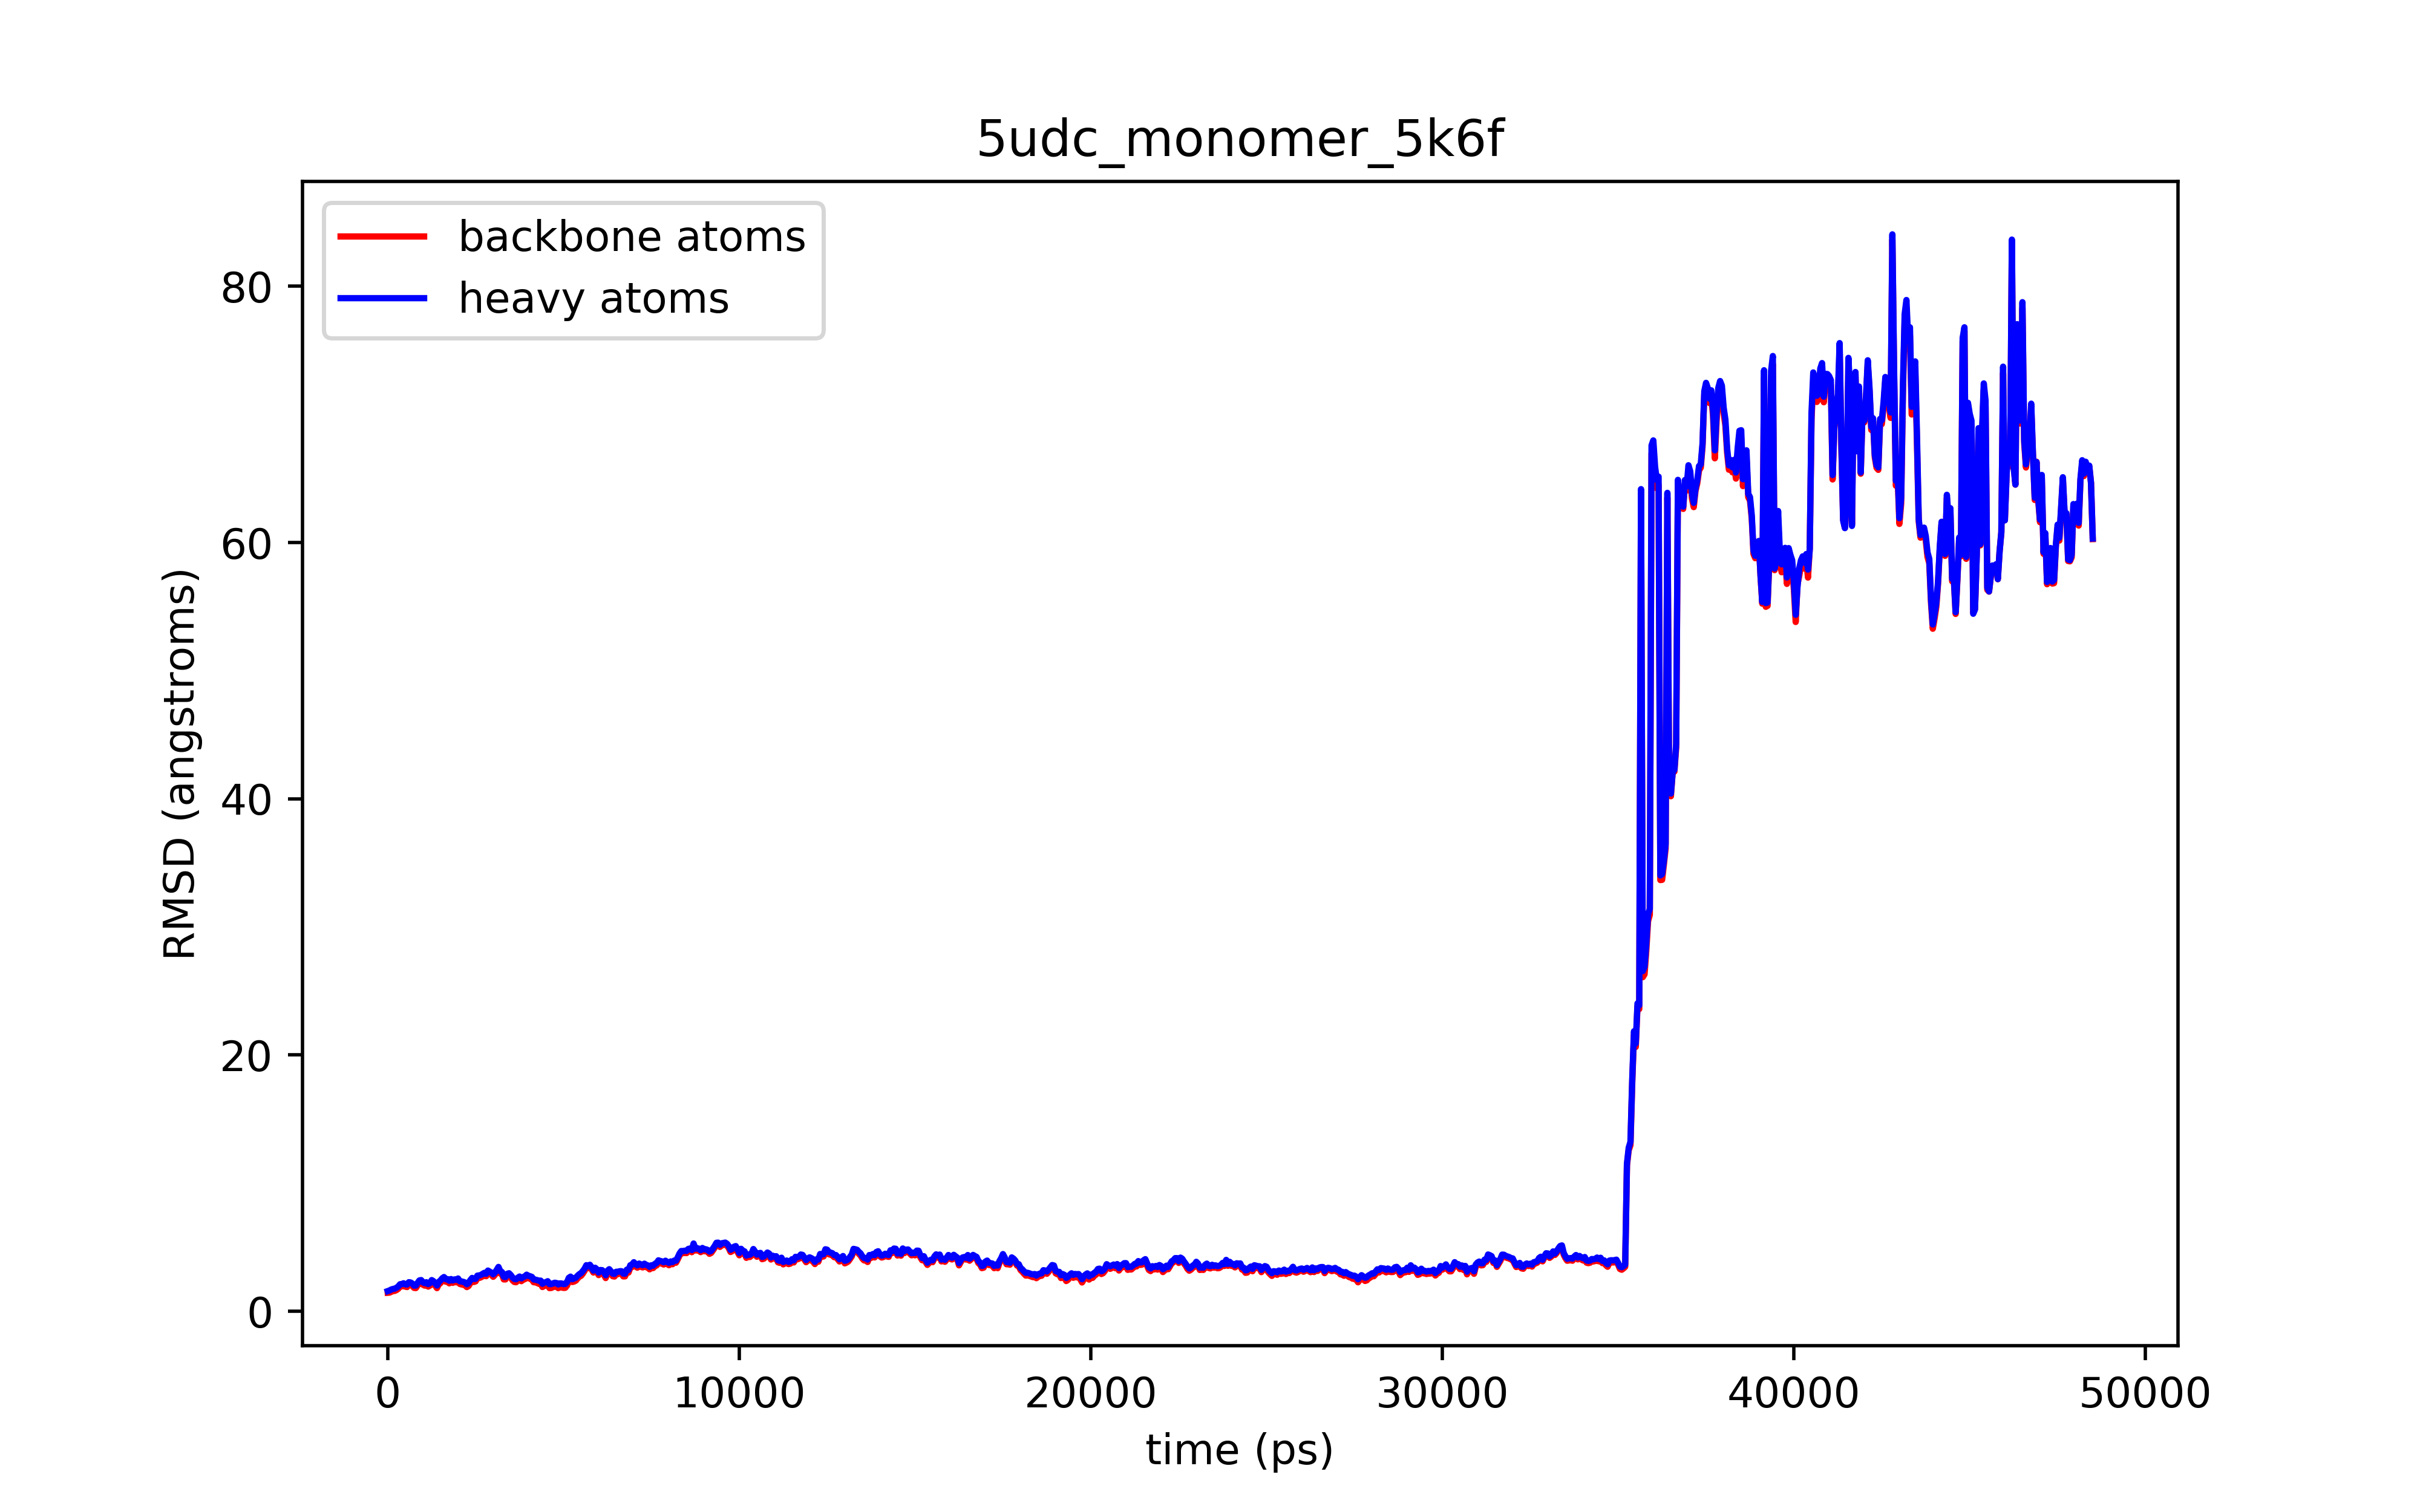 5udc_monomer_5k6f
backbone atoms
heavy atoms
80
60
40
20
0
RMSD (angstroms)
0 10000 20000 30000 40000 50000
time (ps)